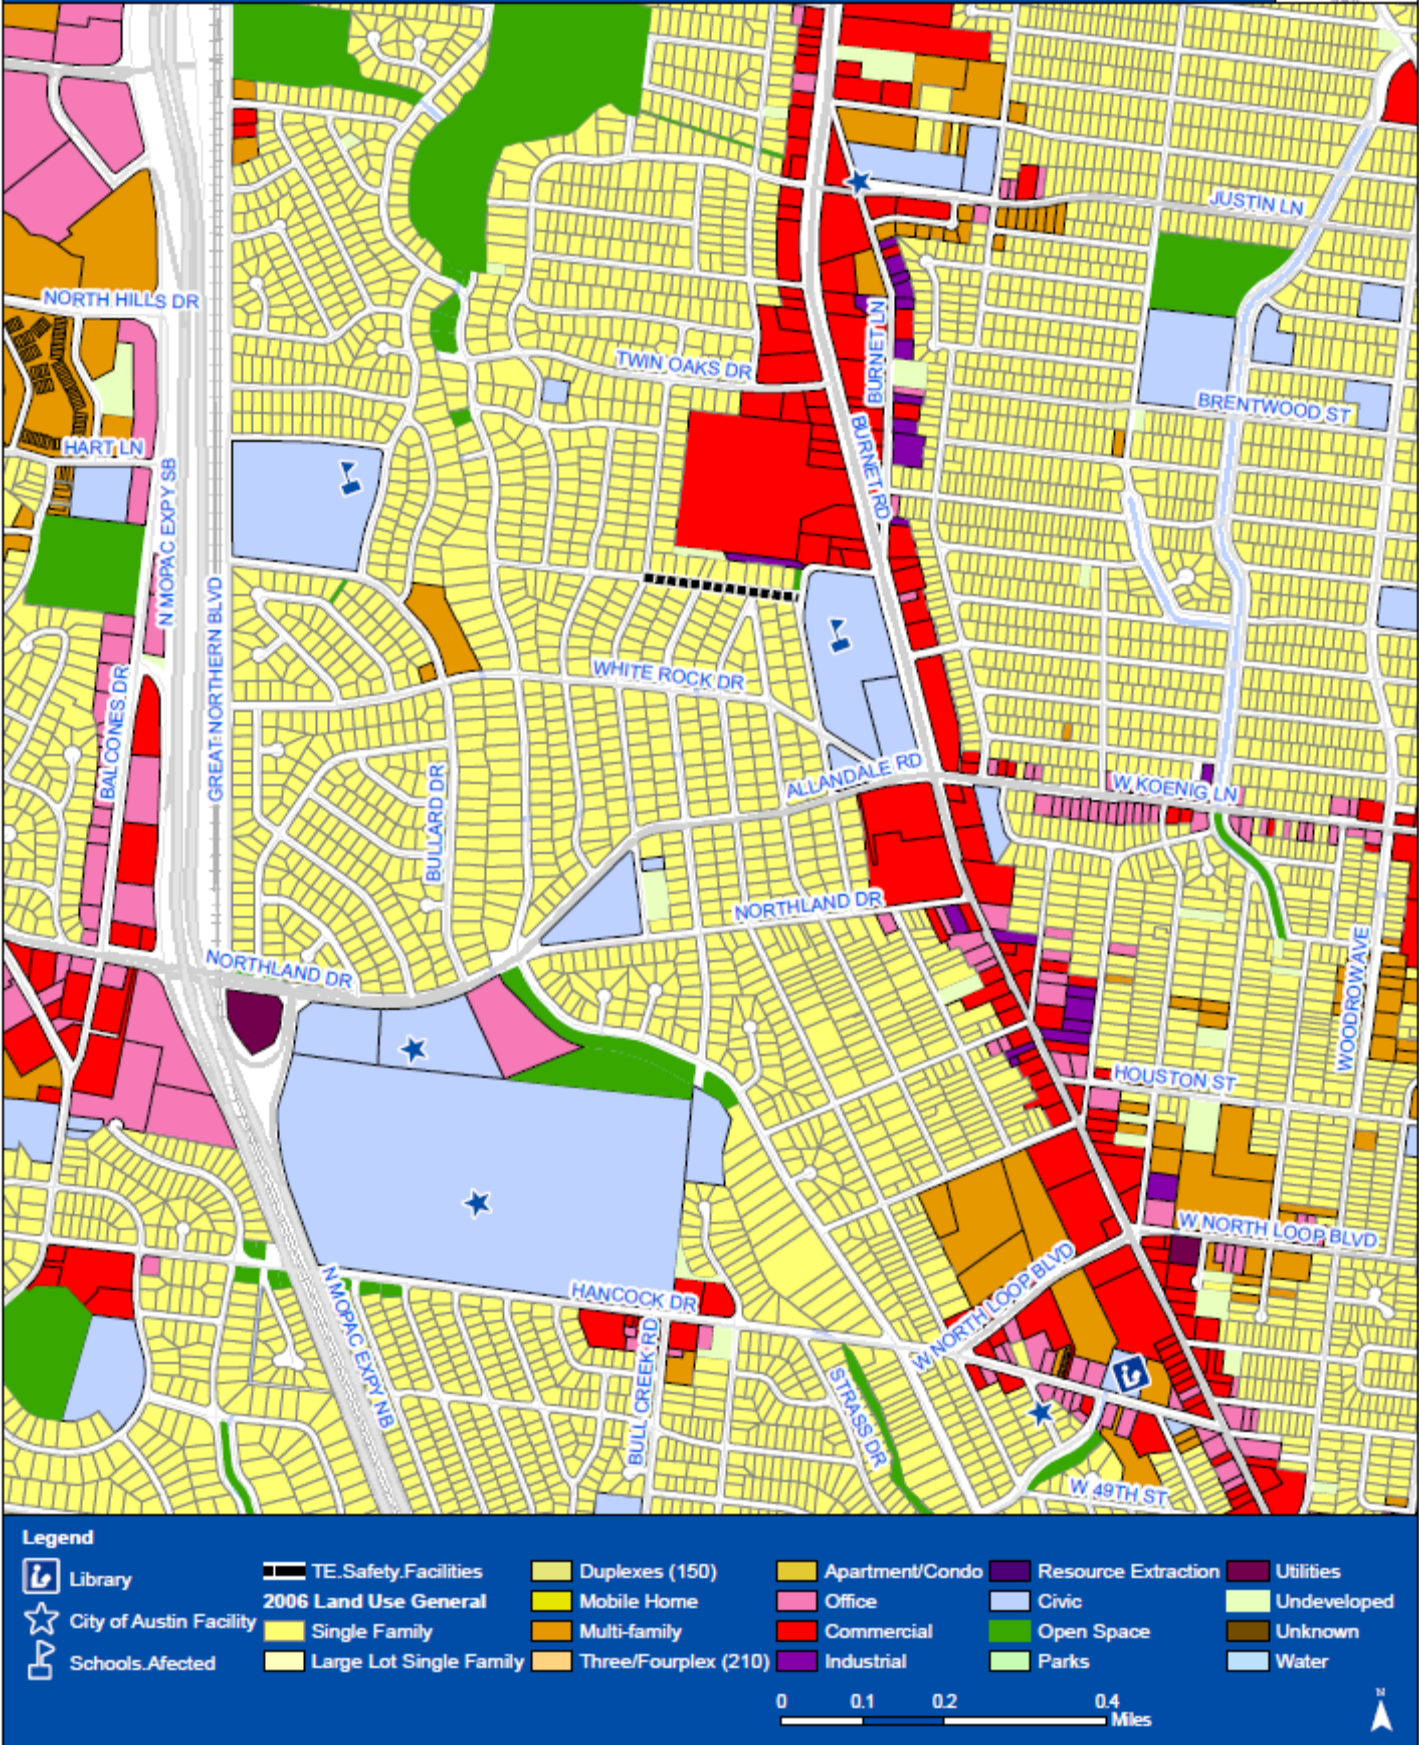 JUSTIN LN
NORTH HILLS DR
BURNET LN
TWIN OAKS DR
BRENTWOOD ST
HART LN
BURNET RD
N MOPAC EXPY SB
GREAT NORTHERN BLVD
WHITE ROCK DR
BALCONES DR
ALLANDALE RD
BULLARD DR
W KOENIG LN
NORTHLAND DR
WOODROW AVE
NORTHLAND DR
HOUSTON ST
W NORTH LOOP BLVD
W NORTH LOOP BLVD
HANCOCK DR
N MOPAC EXPY NB
BULL CREEK RD
STRASS DR
W 49TH ST
Legend
Library
City of Austin Facility
Schools.Afected
TE.Safety.Facilities
2006 Land Use General
Single Family
Large Lot Single Family
Duplexes (150)
Mobile Home
Multi-family
Three/Fourplex (210)
Apartment/Condo
Office
Commercial
Industrial
Resource Extraction
Civic
Open Space
Parks
Utilities
Undeveloped
Unknown
Water
0 0.1 0.2 0.4
Miles
N